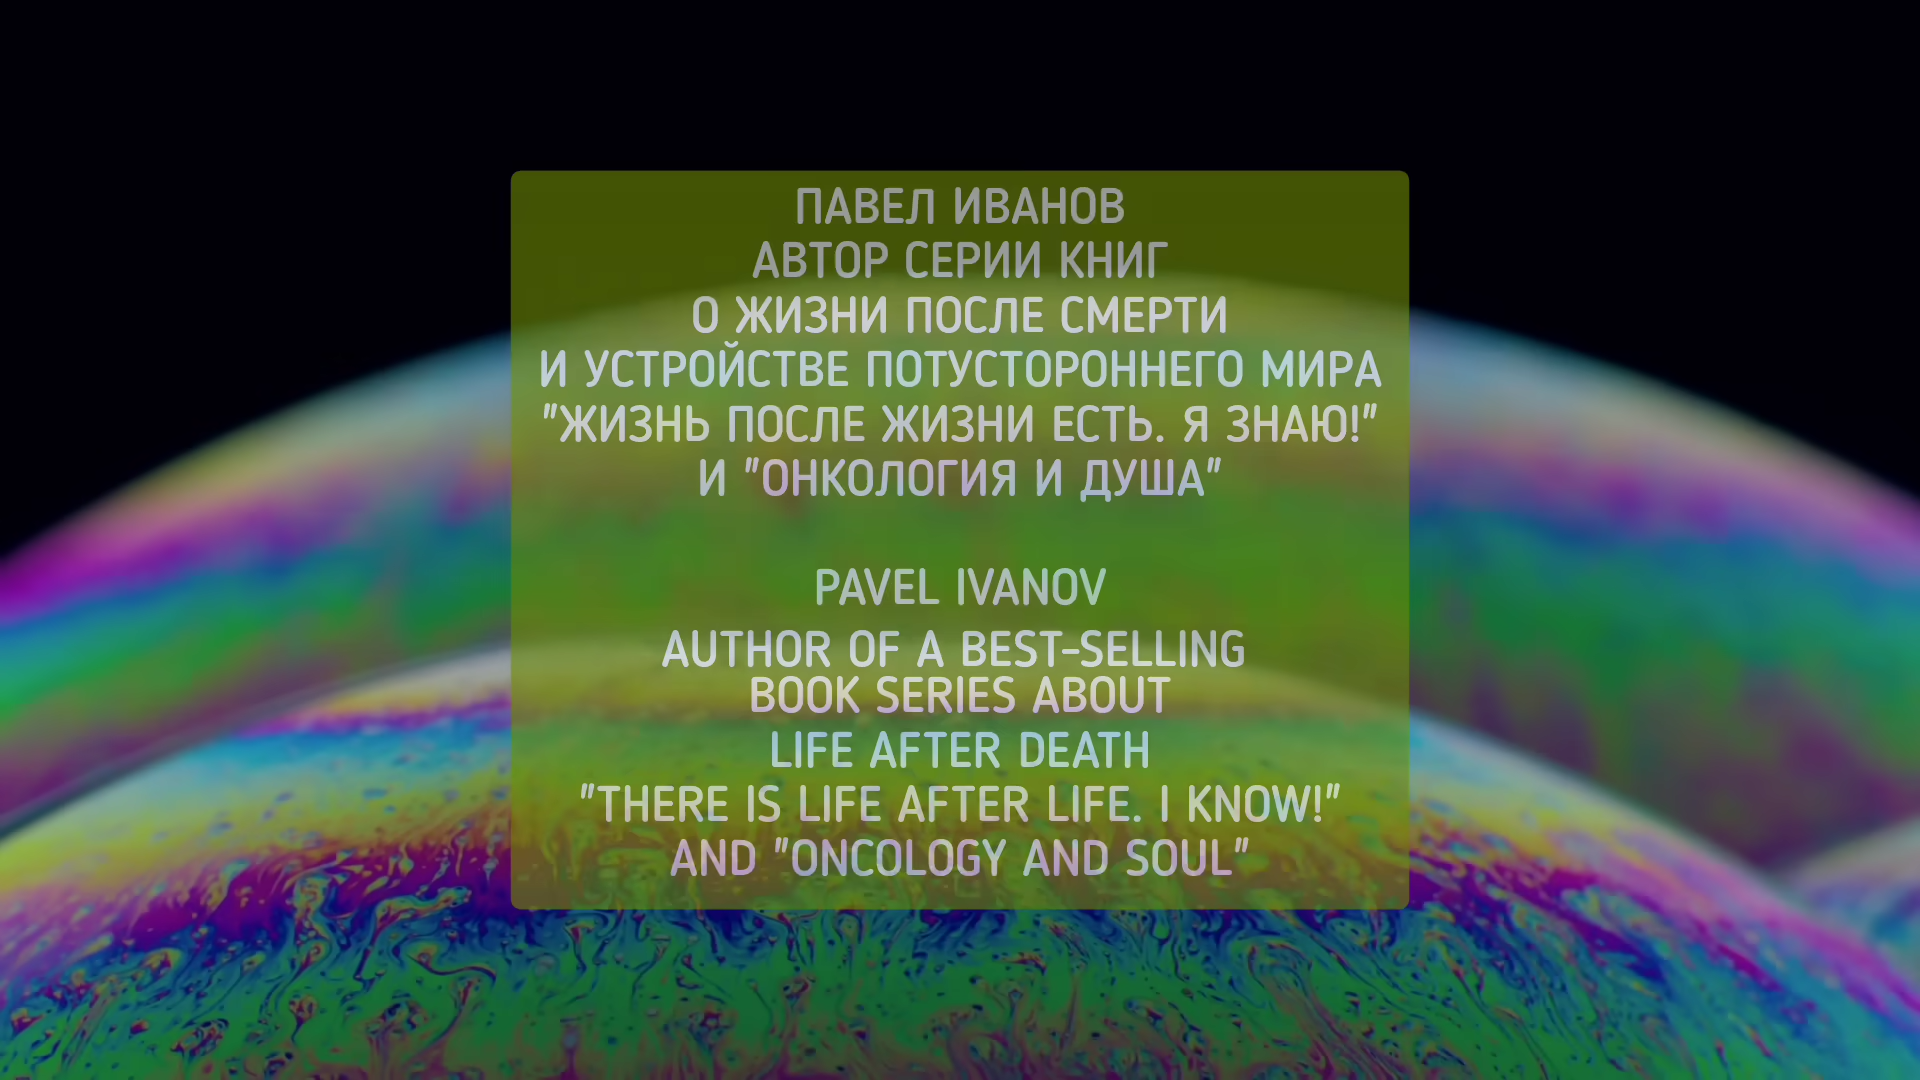 ПАВЕЛ ИВАНОВ
АВТОР СЕРИИ КНИГ
О ЖИЗНИ ПОСЛЕ СМЕРТИ
И УСТРОЙСТВЕ ПОТУСТОРОННЕГО МИРА
"ЖИЗНЬ ПОСЛЕ ЖИЗНИ ЕСТЬ. Я ЗНАЮ!"
И "ОНКОЛОГИЯ И ДУША"
PAVEL IVANOV
AUTHOR OF A BEST-SELLING
BOOK SERIES ABOUT
LIFE AFTER DEATH
"THERE IS LIFE AFTER LIFE. I KNOW!"
AND "ONCOLOGY AND SOUL"